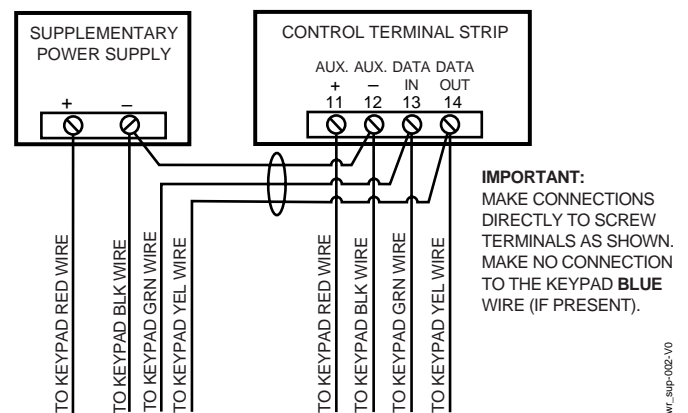 SUPPLEMENTARY
POWER SUPPLY
+ –
CONTROL TERMINAL STRIP
AUX. AUX. DATA DATA
+ – IN OUT
11 12 13 14
IMPORTANT:
MAKE CONNECTIONS
DIRECTLY TO SCREW
TERMINALS AS SHOWN.
MAKE NO CONNECTION
TO THE KEYPAD BLUE
WIRE (IF PRESENT).
TO KEYPAD RED WIRE
TO KEYPAD BLK WIRE
TO KEYPAD GRN WIRE
TO KEYPAD YEL WIRE
TO KEYPAD RED WIRE
TO KEYPAD BLK WIRE
TO KEYPAD GRN WIRE
TO KEYPAD YEL WIRE
wr_sup-002-V0